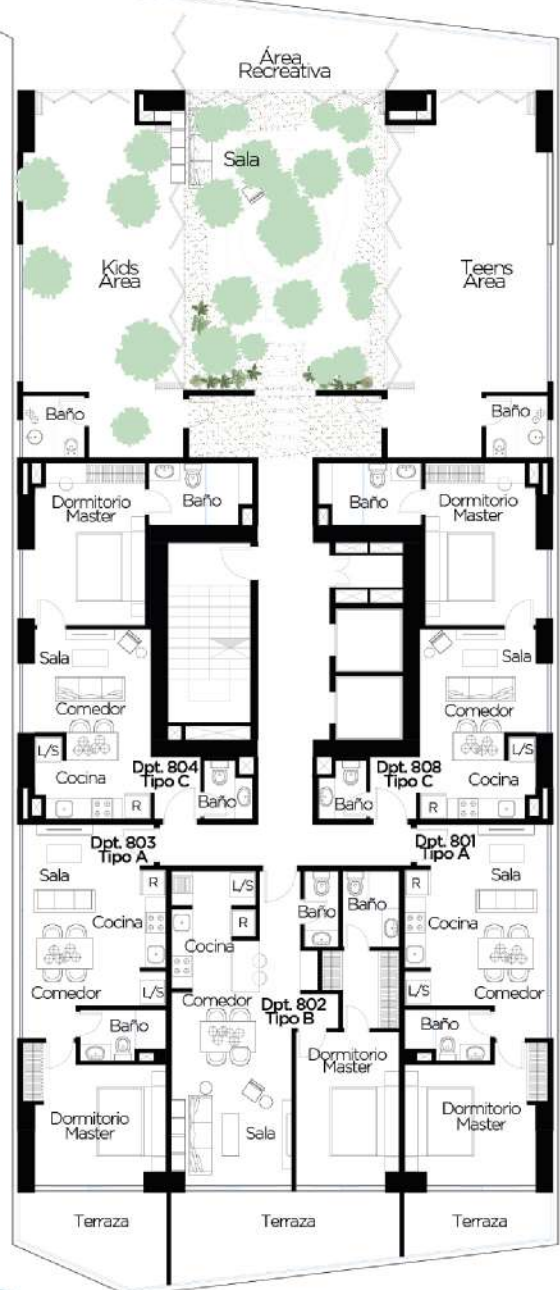 Área
Recreativa
Sala
Kids
Area
Teens
Area
Baño
Baño
Dormitorio
Master
Baño
Baño
Dormitorio
Master
Sala
Comedor
L/S
Cocina
R
Dpt. 804
Tipo C
Baño
Sala
Comedor
L/S
Cocina
R
Dpt. 808
Tipo C
Baño
Dpt. 803
Tipo A
Sala
R
Cocina
Comedor
L/S
Baño
Dormitorio
Master
Terraza
L/S
R
Cocina
Baño
Baño
Comedor
Dpt. 802
Tipo B
Dormitorio
Master
Sala
Terraza
Dpt. 801
Tipo A
R
Sala
Cocina
L/S
Comedor
Baño
Dormitorio
Master
Terraza